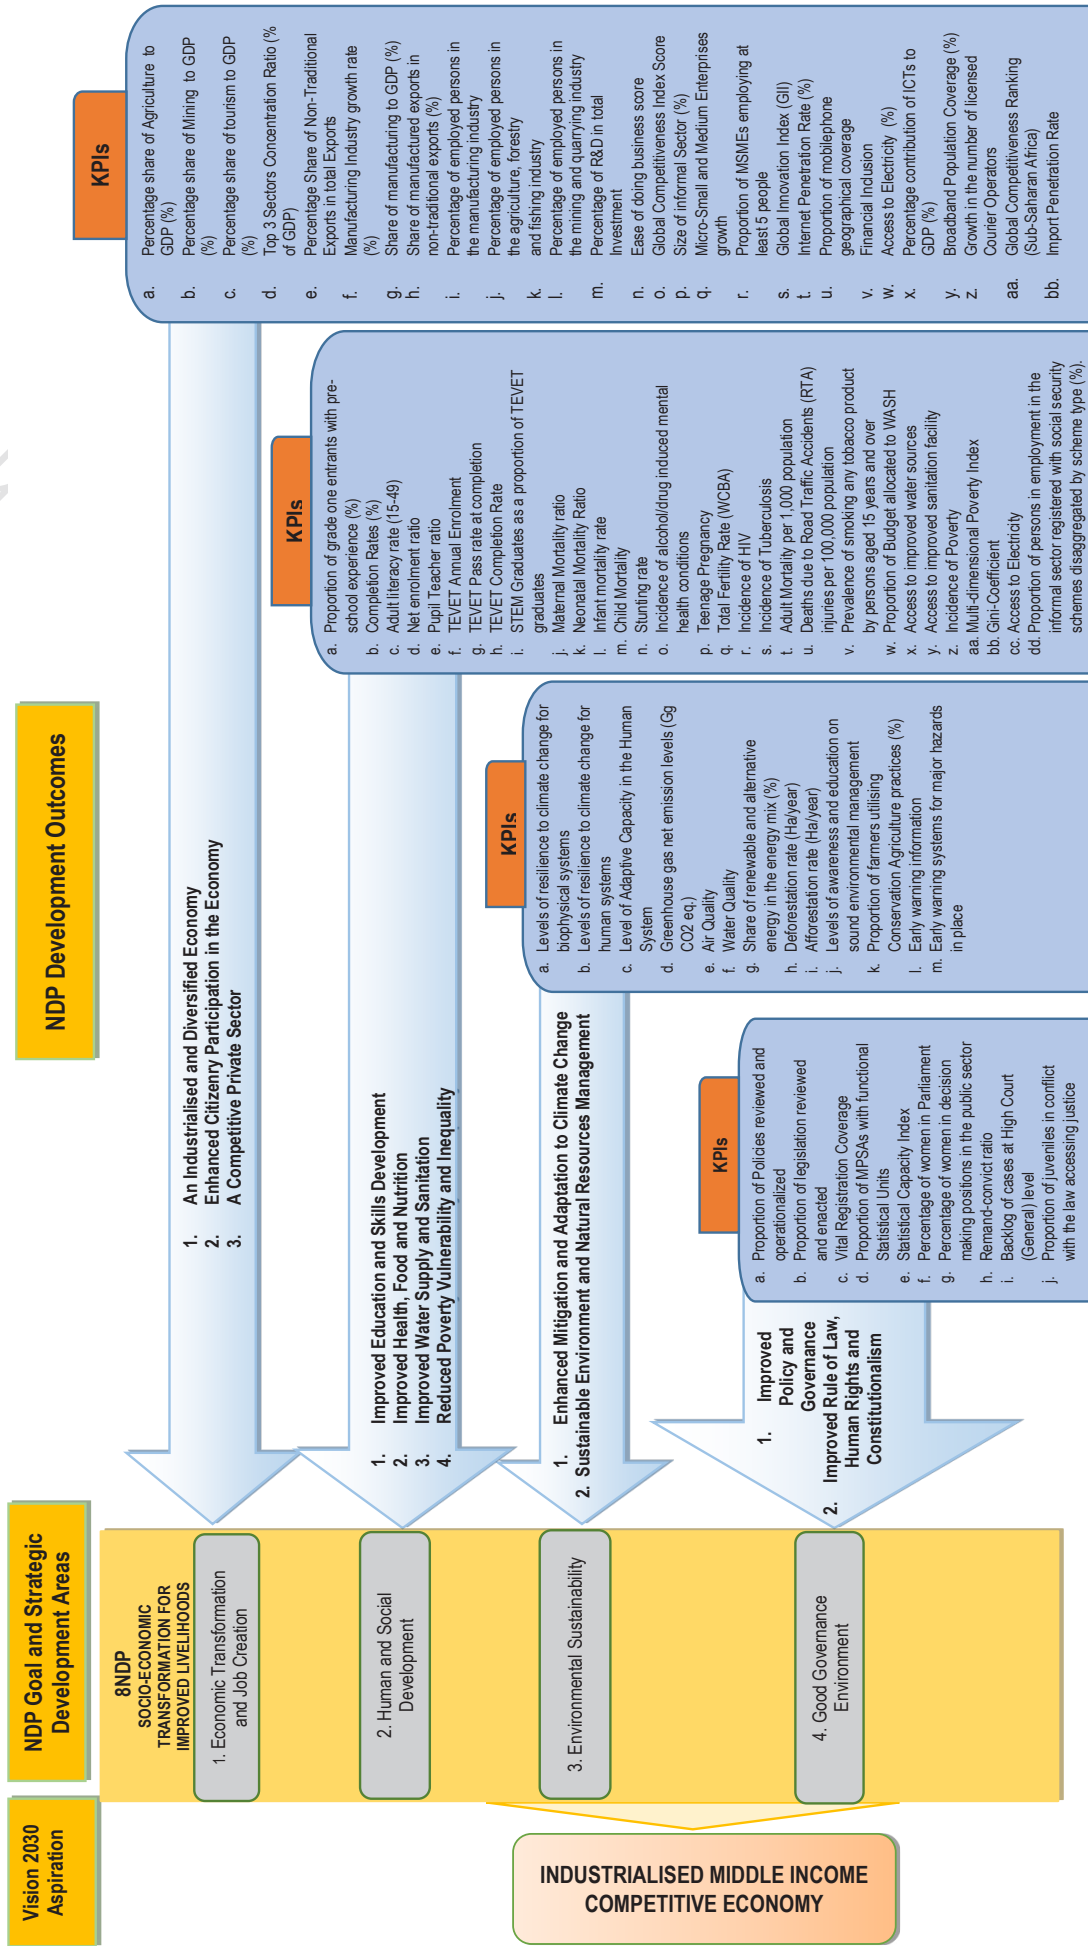 Vision 2030
Aspiration
NDP Goal and Strategic
Development Areas
NDP Development Outcomes
INDUSTRIALISED MIDDLE INCOME
COMPETITIVE ECONOMY
8NDP
SOCIO-ECONOMIC
TRANSFORMATION FOR
IMPROVED LIVELIHOODS
1. Economic Transformation
and Job Creation
1. An Industrialised and Diversified Economy
2. Enhanced Citizenry Participation in the Economy
3. A Competitive Private Sector
KPIs
a. Percentage share of Agriculture to
GDP (%)
b. Percentage share of Mining to GDP
(%)
c. Percentage share of tourism to GDP
(%)
d. Top 3 Sectors Concentration Ratio (%
of GDP)
e. Percentage Share of Non-Traditional
Exports in total Exports
f. Manufacturing Industry growth rate
(%)
g. Share of manufacturing to GDP (%)
h. Share of manufactured exports in
non-traditional exports (%)
i. Percentage of employed persons in
the manufacturing industry
j. Percentage of employed persons in
the agriculture, forestry
k. and fishing industry
l. Percentage of employed persons in
the mining and quarrying industry
m. Percentage of R&D in total
Investment
n. Ease of doing business score
o. Global Competitiveness Index Score
p. Size of informal Sector (%)
q. Micro-Small and Medium Enterprises
growth
r. Proportion of MSMEs employing at
least 5 people
s. Global Innovation Index (GII)
t. Internet Penetration Rate (%)
u. Proportion of mobilephone
geographical coverage
v. Financial Inclusion
w. Access to Electricity (%)
x. Percentage contribution of ICTs to
GDP (%)
y. Broadband Population Coverage (%)
z. Growth in the number of licensed
Courier Operators
aa. Global Competitiveness Ranking
(Sub-Saharan Africa)
bb. Import Penetration Rate
2. Human and Social
Development
1. Improved Education and Skills Development
2. Improved Health, Food and Nutrition
3. Improved Water Supply and Sanitation
4. Reduced Poverty Vulnerability and Inequality
KPIs
a. Proportion of grade one entrants with pre-
school experience (%)
b. Completion Rates (%)
c. Adult literacy rate (15-49)
d. Net enrolment ratio
e. Pupil Teacher ratio
f. TEVET Annual Enrolment
g. TEVET Pass rate at completion
h. TEVET Completion Rate
i. STEM Graduates as a proportion of TEVET
graduates
j. Maternal Mortality ratio
k. Neonatal Mortality Ratio
l. Infant mortality rate
m. Child Mortality
n. Stunting rate
o. Incidence of alcohol/drug induced mental
health conditions
p. Teenage Pregnancy
q. Total Fertility Rate (WCBA)
r. Incidence of HIV
s. Incidence of Tuberculosis
t. Adult Mortality per 1,000 population
u. Deaths due to Road Traffic Accidents (RTA)
injuries per 100,000 population
v. Prevalence of smoking any tobacco product
by persons aged 15 years and over
w. Proportion of Budget allocated to WASH
x. Access to improved water sources
y. Access to improved sanitation facility
z. Incidence of Poverty
aa. Multi-dimensional Poverty Index
bb. Gini-Coefficient
cc. Access to Electricity
dd. Proportion of persons in employment in the
informal sector registered with social security
schemes disaggregated by scheme type (%).
3. Environmental Sustainability
1. Enhanced Mitigation and Adaptation to Climate Change
2. Sustainable Environment and Natural Resources Management
KPIs
a. Levels of resilience to climate change for
biophysical systems
b. Levels of resilience to climate change for
human systems
c. Level of Adaptive Capacity in the Human
System
d. Greenhouse gas net emission levels (Gg
CO2 eq.)
e. Air Quality
f. Water Quality
g. Share of renewable and alternative
energy in the energy mix (%)
h. Deforestation rate (Ha/year)
i. Afforestation rate (Ha/year)
j. Levels of awareness and education on
sound environmental management
k. Proportion of farmers utilising
Conservation Agriculture practices (%)
l. Early warning information
m. Early warning systems for major hazards
in place
4. Good Governance
Environment
1. Improved
Policy and
Governance
2. Improved Rule of Law,
Human Rights and
Constitutionalism
KPIs
a. Proportion of Policies reviewed and
operationalized
b. Proportion of legislation reviewed
and enacted
c. Vital Registration Coverage
d. Proportion of MPSAs with functional
Statistical Units
e. Statistical Capacity Index
f. Percentage of women in Parliament
g. Percentage of women in decision
making positions in the public sector
h. Remand-convict ratio
i. Backlog of cases at High Court
(General) level
j. Proportion of juveniles in conflict
with the law accessing justice